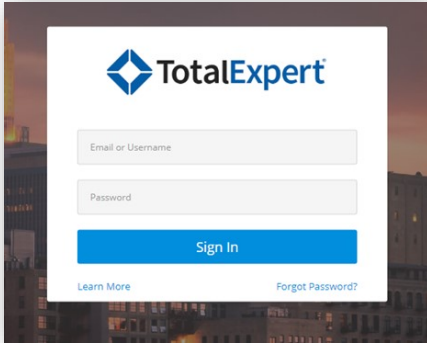 TotalExpert
Email or Username
Password
Sign In
Learn More
Forgot Password?